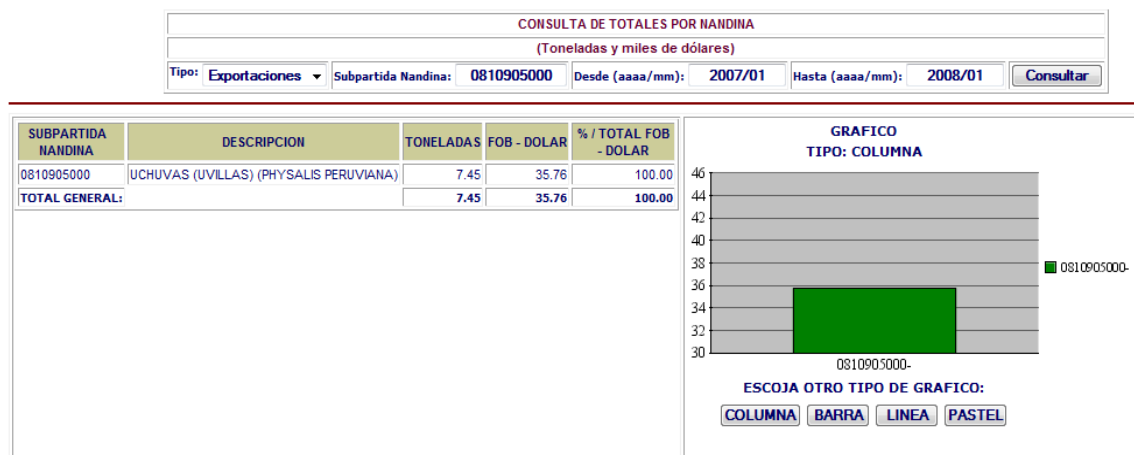 CONSULTA DE TOTALES POR NANDINA
(Toneladas y miles de dólares)
Tipo: Exportaciones Subpartida Nandina: 0810905000 Desde (aaaa/mm): 2007/01 Hasta (aaaa/mm): 2008/01 Consultar
SUBPARTIDA NANDINA DESCRIPCION TONELADAS FOB - DOLAR % / TOTAL FOB - DOLAR
0810905000 UCHUVAS (UVILLAS) (PHYSALIS PERUVIANA) 7.45 35.76 100.00
TOTAL GENERAL: 7.45 35.76 100.00
GRAFICO
TIPO: COLUMNA
46
44
42
40
38
36
34
32
30
0810905000-
0810905000-
ESCOJA OTRO TIPO DE GRAFICO:
COLUMNA BARRA LINEA PASTEL